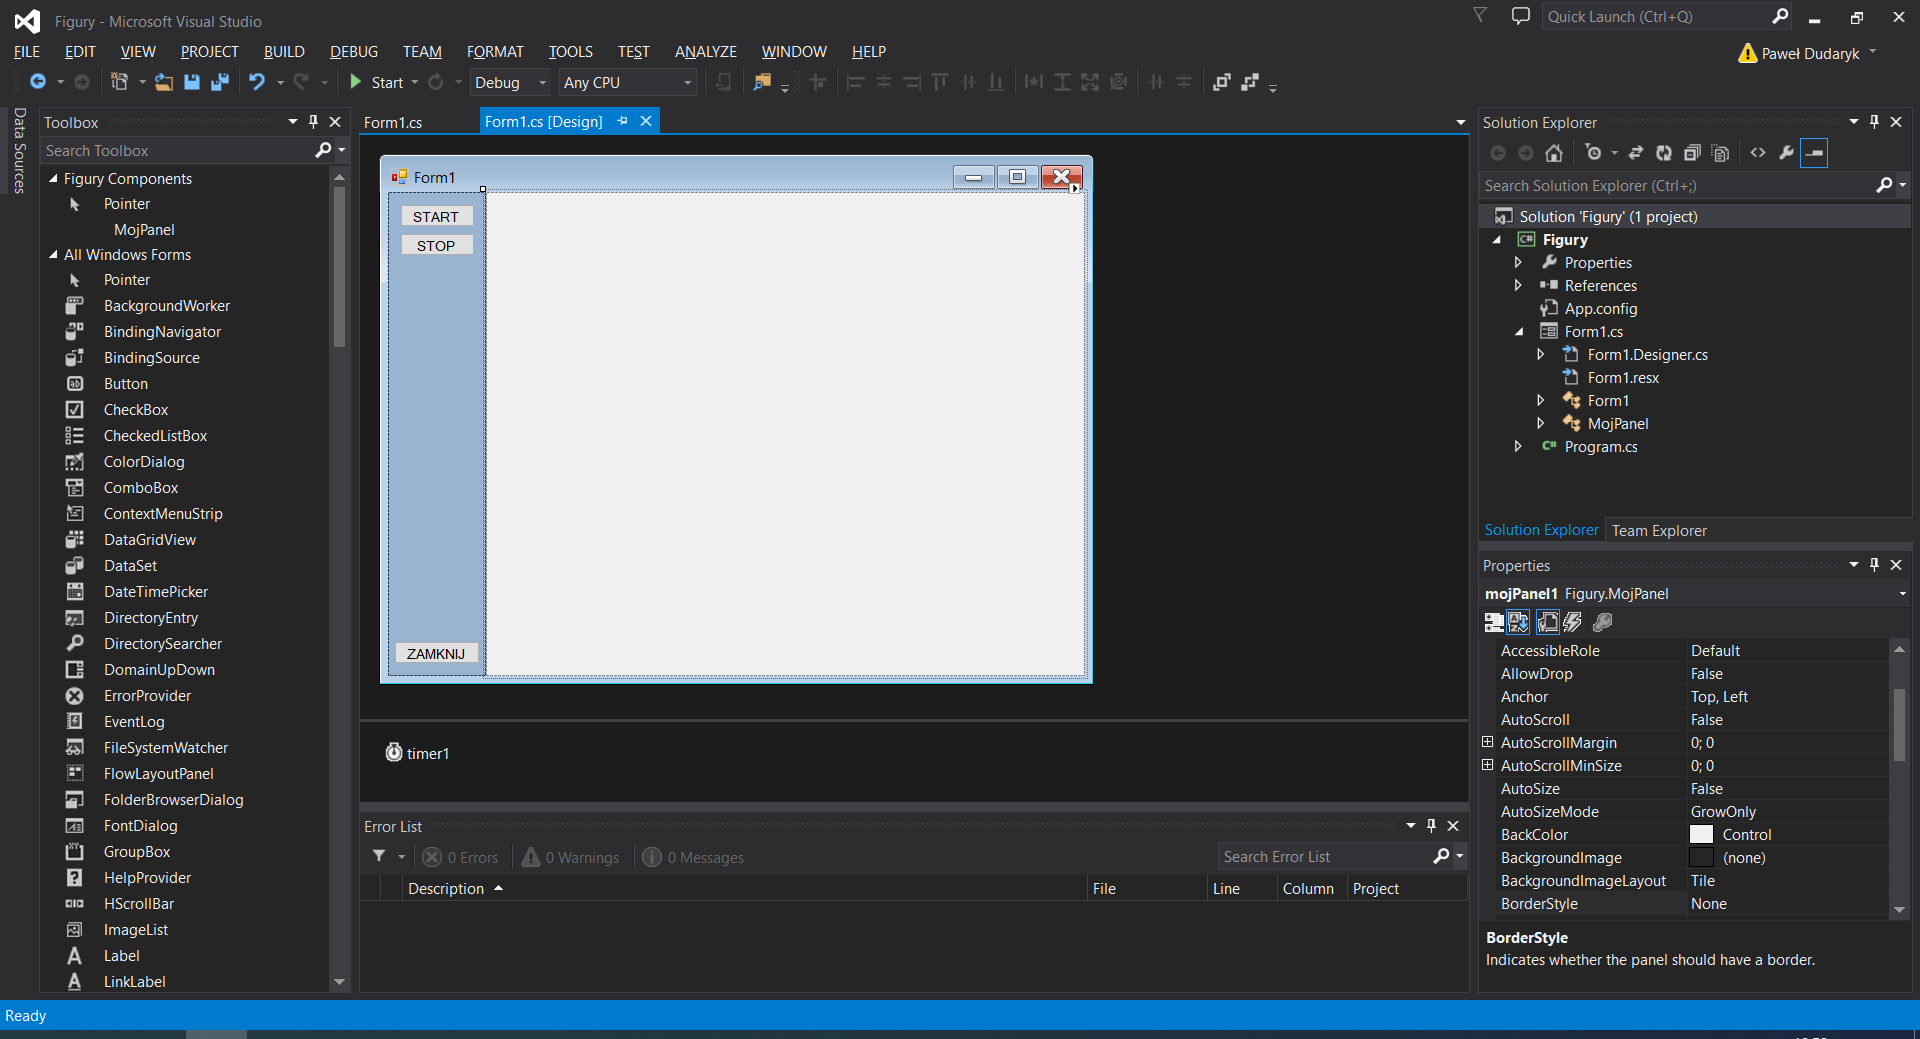 Figury - Microsoft Visual Studio
Quick Launch (Ctrl+Q)
FILE EDIT VIEW PROJECT BUILD DEBUG TEAM FORMAT TOOLS TEST ANALYZE WINDOW HELP
Paweł Dudaryk
Start Debug Any CPU
Data Sources
Toolbox
Search Toolbox
Figury Components
Pointer
MojPanel
All Windows Forms
Pointer
BackgroundWorker
BindingNavigator
BindingSource
Button
CheckBox
CheckedListBox
ColorDialog
ComboBox
ContextMenuStrip
DataGridView
DataSet
DateTimePicker
DirectoryEntry
DirectorySearcher
DomainUpDown
ErrorProvider
EventLog
FileSystemWatcher
FlowLayoutPanel
FolderBrowserDialog
FontDialog
GroupBox
HelpProvider
HScrollBar
ImageList
Label
LinkLabel
Form1.cs
Form1.cs [Design]
Form1
START
STOP
ZAMKNIJ
timer1
Error List
0 Errors 0 Warnings 0 Messages
Search Error List
Description File Line Column Project
Solution Explorer
Search Solution Explorer (Ctrl+;)
Solution 'Figury' (1 project)
Figury
Properties
References
App.config
Form1.cs
Form1.Designer.cs
Form1.resx
Form1
MojPanel
Program.cs
Solution Explorer Team Explorer
Properties
mojPanel1 Figury.MojPanel
AccessibleRole Default
AllowDrop False
Anchor Top, Left
AutoScroll False
AutoScrollMargin 0; 0
AutoScrollMinSize 0; 0
AutoSize False
AutoSizeMode GrowOnly
BackColor Control
BackgroundImage (none)
BackgroundImageLayout Tile
BorderStyle None
BorderStyle
Indicates whether the panel should have a border.
Ready